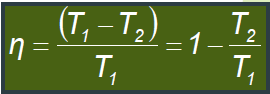 η = (T₁ − T₂) / T₁ = 1 − T₂ / T₁